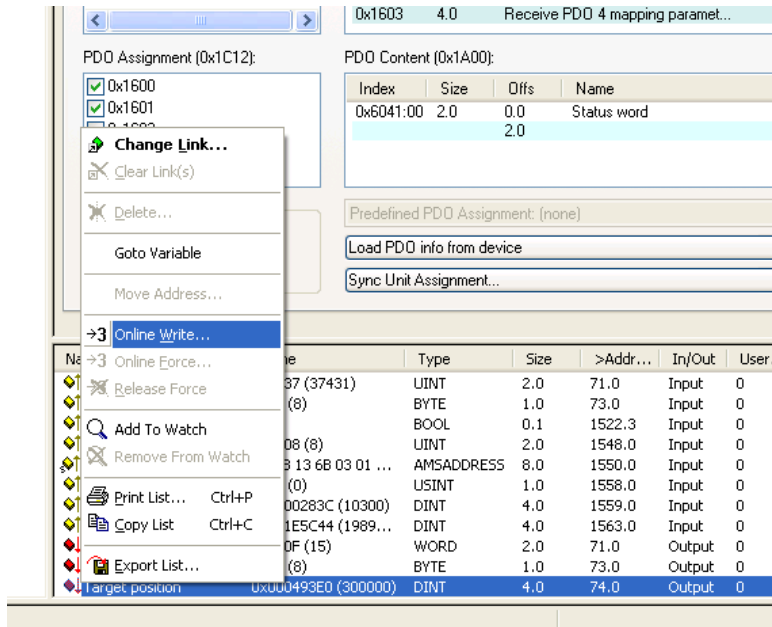 0x1603 4.0 Receive PDO 4 mapping paramet...
PDO Assignment (0x1C12):
PDO Content (0x1A00):
0x1600
0x1601
Index Size Offs Name
0x6041:00 2.0 0.0 Status word
2.0
Change Link...
Clear Link(s)
Delete...
Goto Variable
Move Address...
Online Write...
Online Force...
Release Force
Add To Watch
Remove From Watch
Print List... Ctrl+P
Copy List Ctrl+C
Export List...
Predefined PDO Assignment: (none)
Load PDO info from device
Sync Unit Assignment...
Type Size >Addr... In/Out User
37 (37431) UINT 2.0 71.0 Input 0
(8) BYTE 1.0 73.0 Input 0
BOOL 0.1 1522.3 Input 0
08 (8) UINT 2.0 1548.0 Input 0
3 13 6B 03 01 ... AMSADDRESS 8.0 1550.0 Input 0
(0) USINT 1.0 1558.0 Input 0
00283C (10300) DINT 4.0 1559.0 Input 0
1E5C44 (1989... DINT 4.0 1563.0 Input 0
0F (15) WORD 2.0 71.0 Output 0
(8) BYTE 1.0 73.0 Output 0
Target position 0x000493E0 (300000) DINT 4.0 74.0 Output 0